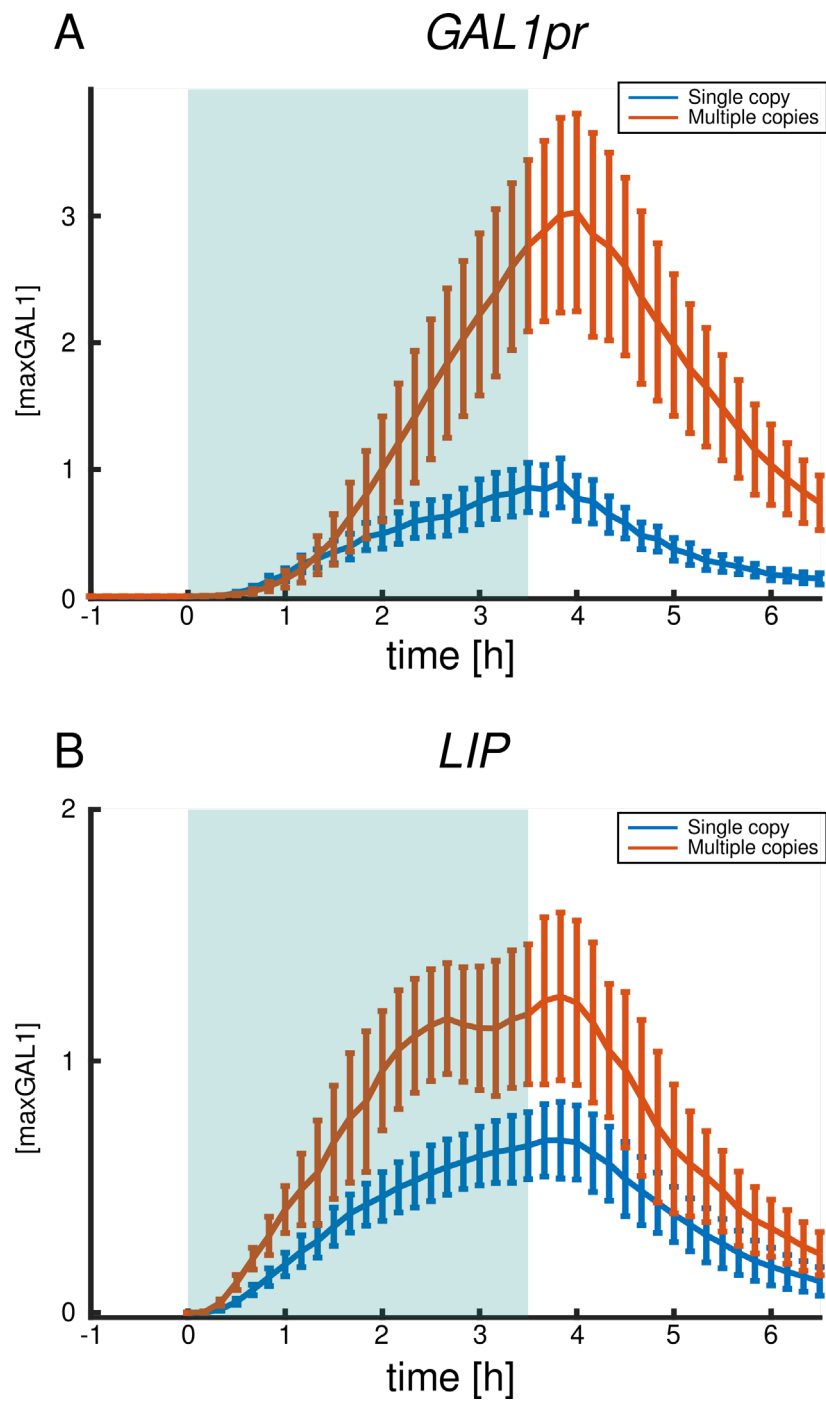 A
GAL1pr
Single copy
Multiple copies
3
2
1
0
[maxGAL1]
-1 0 1 2 3 4 5 6
time [h]
B
LIP
2
Single copy
Multiple copies
1
0
[maxGAL1]
-1 0 1 2 3 4 5 6
time [h]